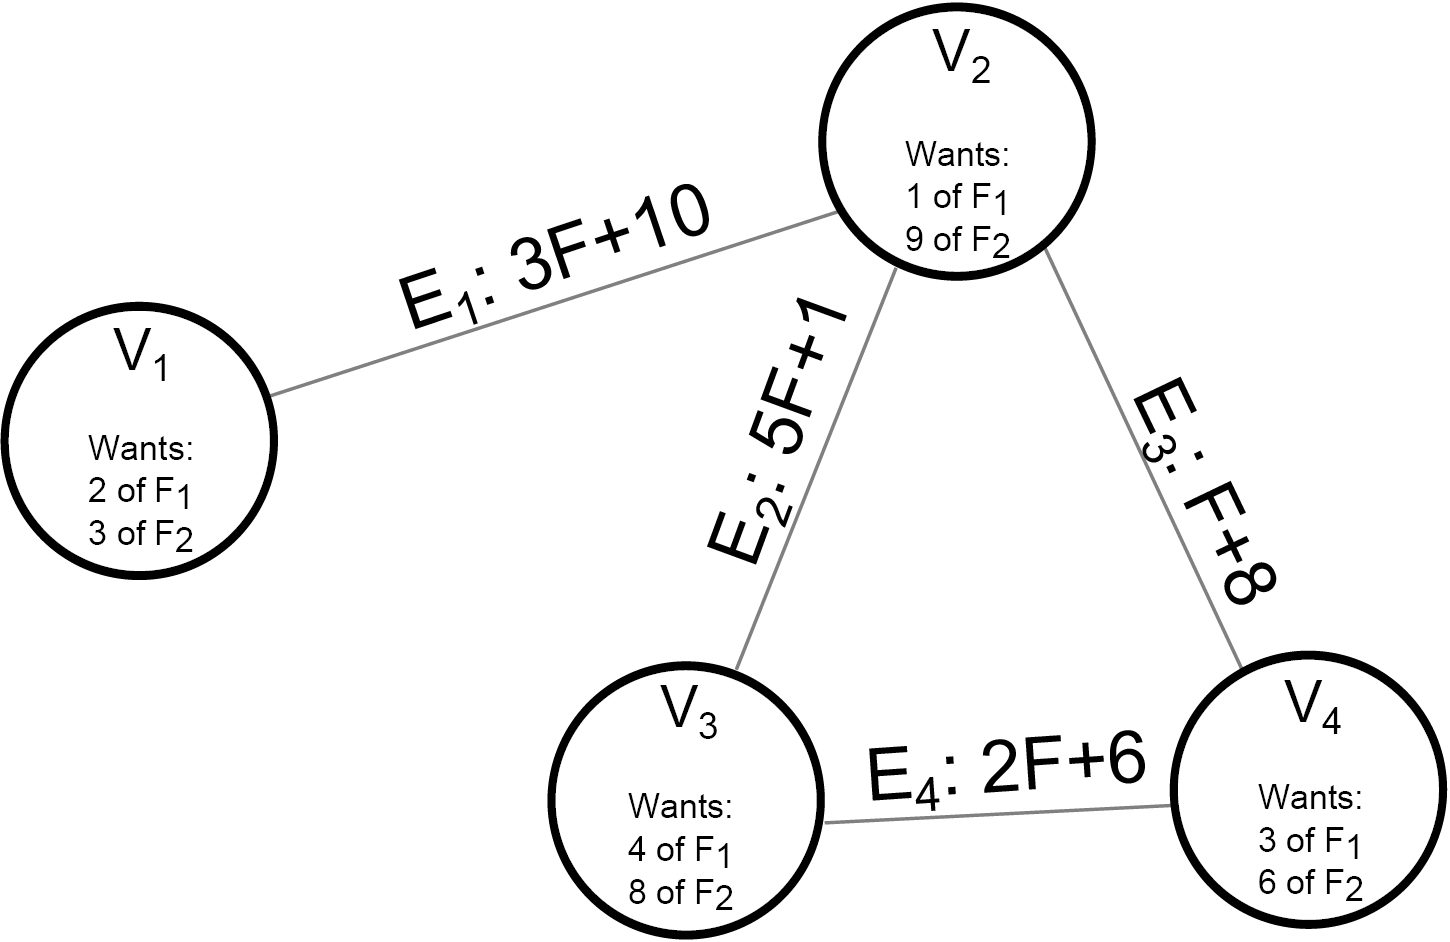 V₂
Wants:
1 of F₁
9 of F₂
E₁: 3F+10
V₁
Wants:
2 of F₁
3 of F₂
E₂: 5F+1
E₃: F+8
V₃
Wants:
4 of F₁
8 of F₂
E₄: 2F+6
V₄
Wants:
3 of F₁
6 of F₂